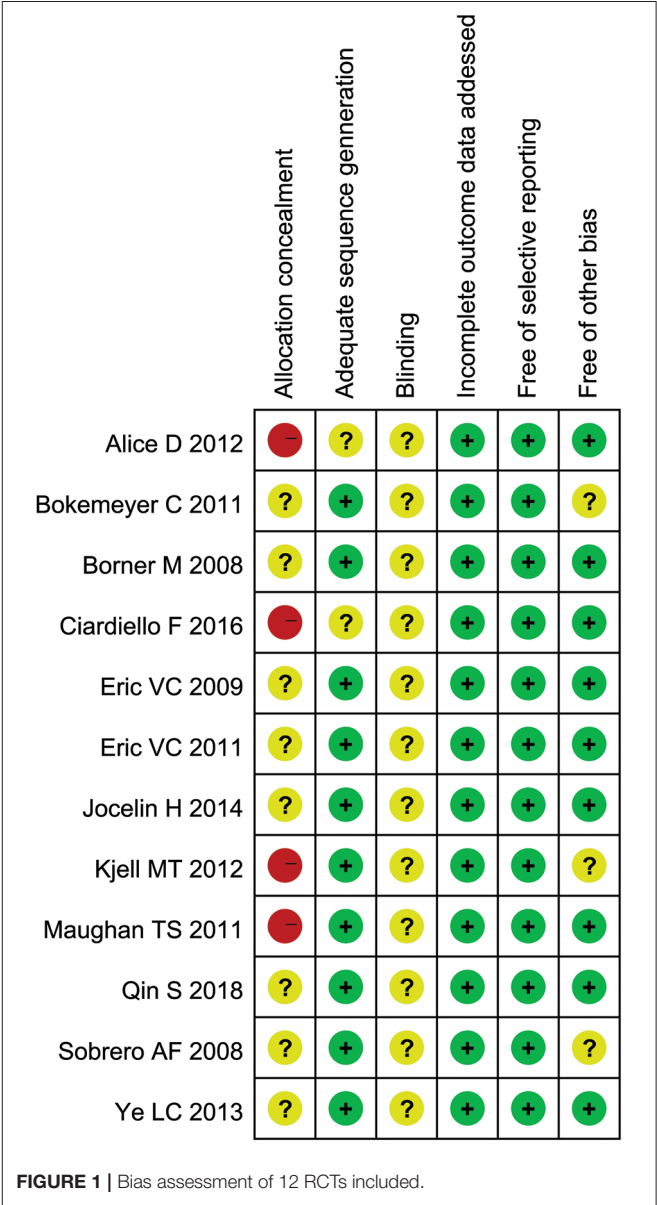 Allocation concealment
Adequate sequence genneration
Blinding
Incomplete outcome data addressed
Free of selective reporting
Free of other bias
Alice D 2012 − ? ? + + +
Bokemeyer C 2011 ? + ? + + ?
Borner M 2008 ? + ? + + +
Ciardiello F 2016 − ? ? + + +
Eric VC 2009 ? + ? + + +
Eric VC 2011 ? + ? + + +
Jocelin H 2014 ? + ? + + +
Kjell MT 2012 − + ? + + ?
Maughan TS 2011 − + ? + + +
Qin S 2018 ? + ? + + +
Sobrero AF 2008 ? + ? + + ?
Ye LC 2013 ? + ? + + +
FIGURE 1 | Bias assessment of 12 RCTs included.